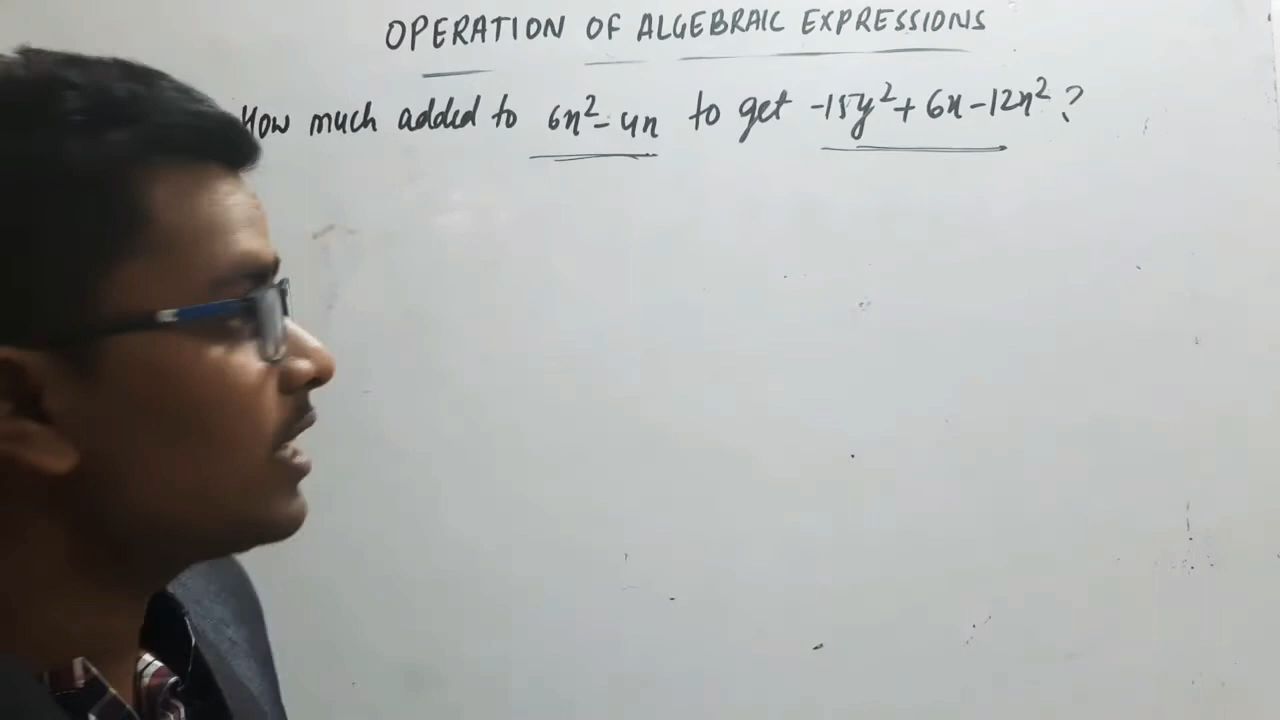 OPERATION OF ALGEBRAIC EXPRESSIONS
How much added to 6x²-4x to get -15y²+6x-12x²?